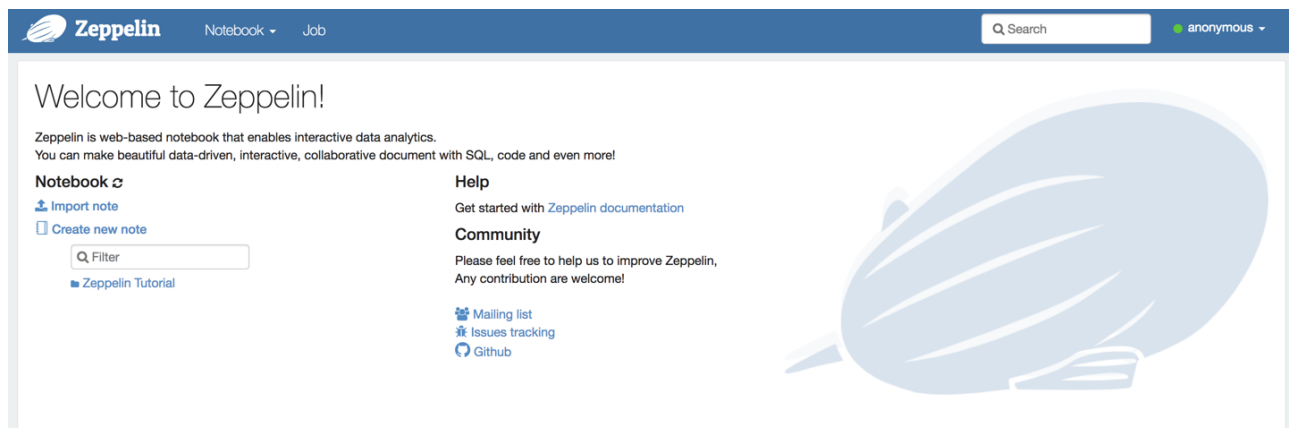 Zeppelin Notebook Job Search anonymous
Welcome to Zeppelin!
Zeppelin is web-based notebook that enables interactive data analytics.
You can make beautiful data-driven, interactive, collaborative document with SQL, code and even more!
Notebook
Import note
Create new note
Filter
Zeppelin Tutorial
Help
Get started with Zeppelin documentation
Community
Please feel free to help us to improve Zeppelin,
Any contribution are welcome!
Mailing list
Issues tracking
Github